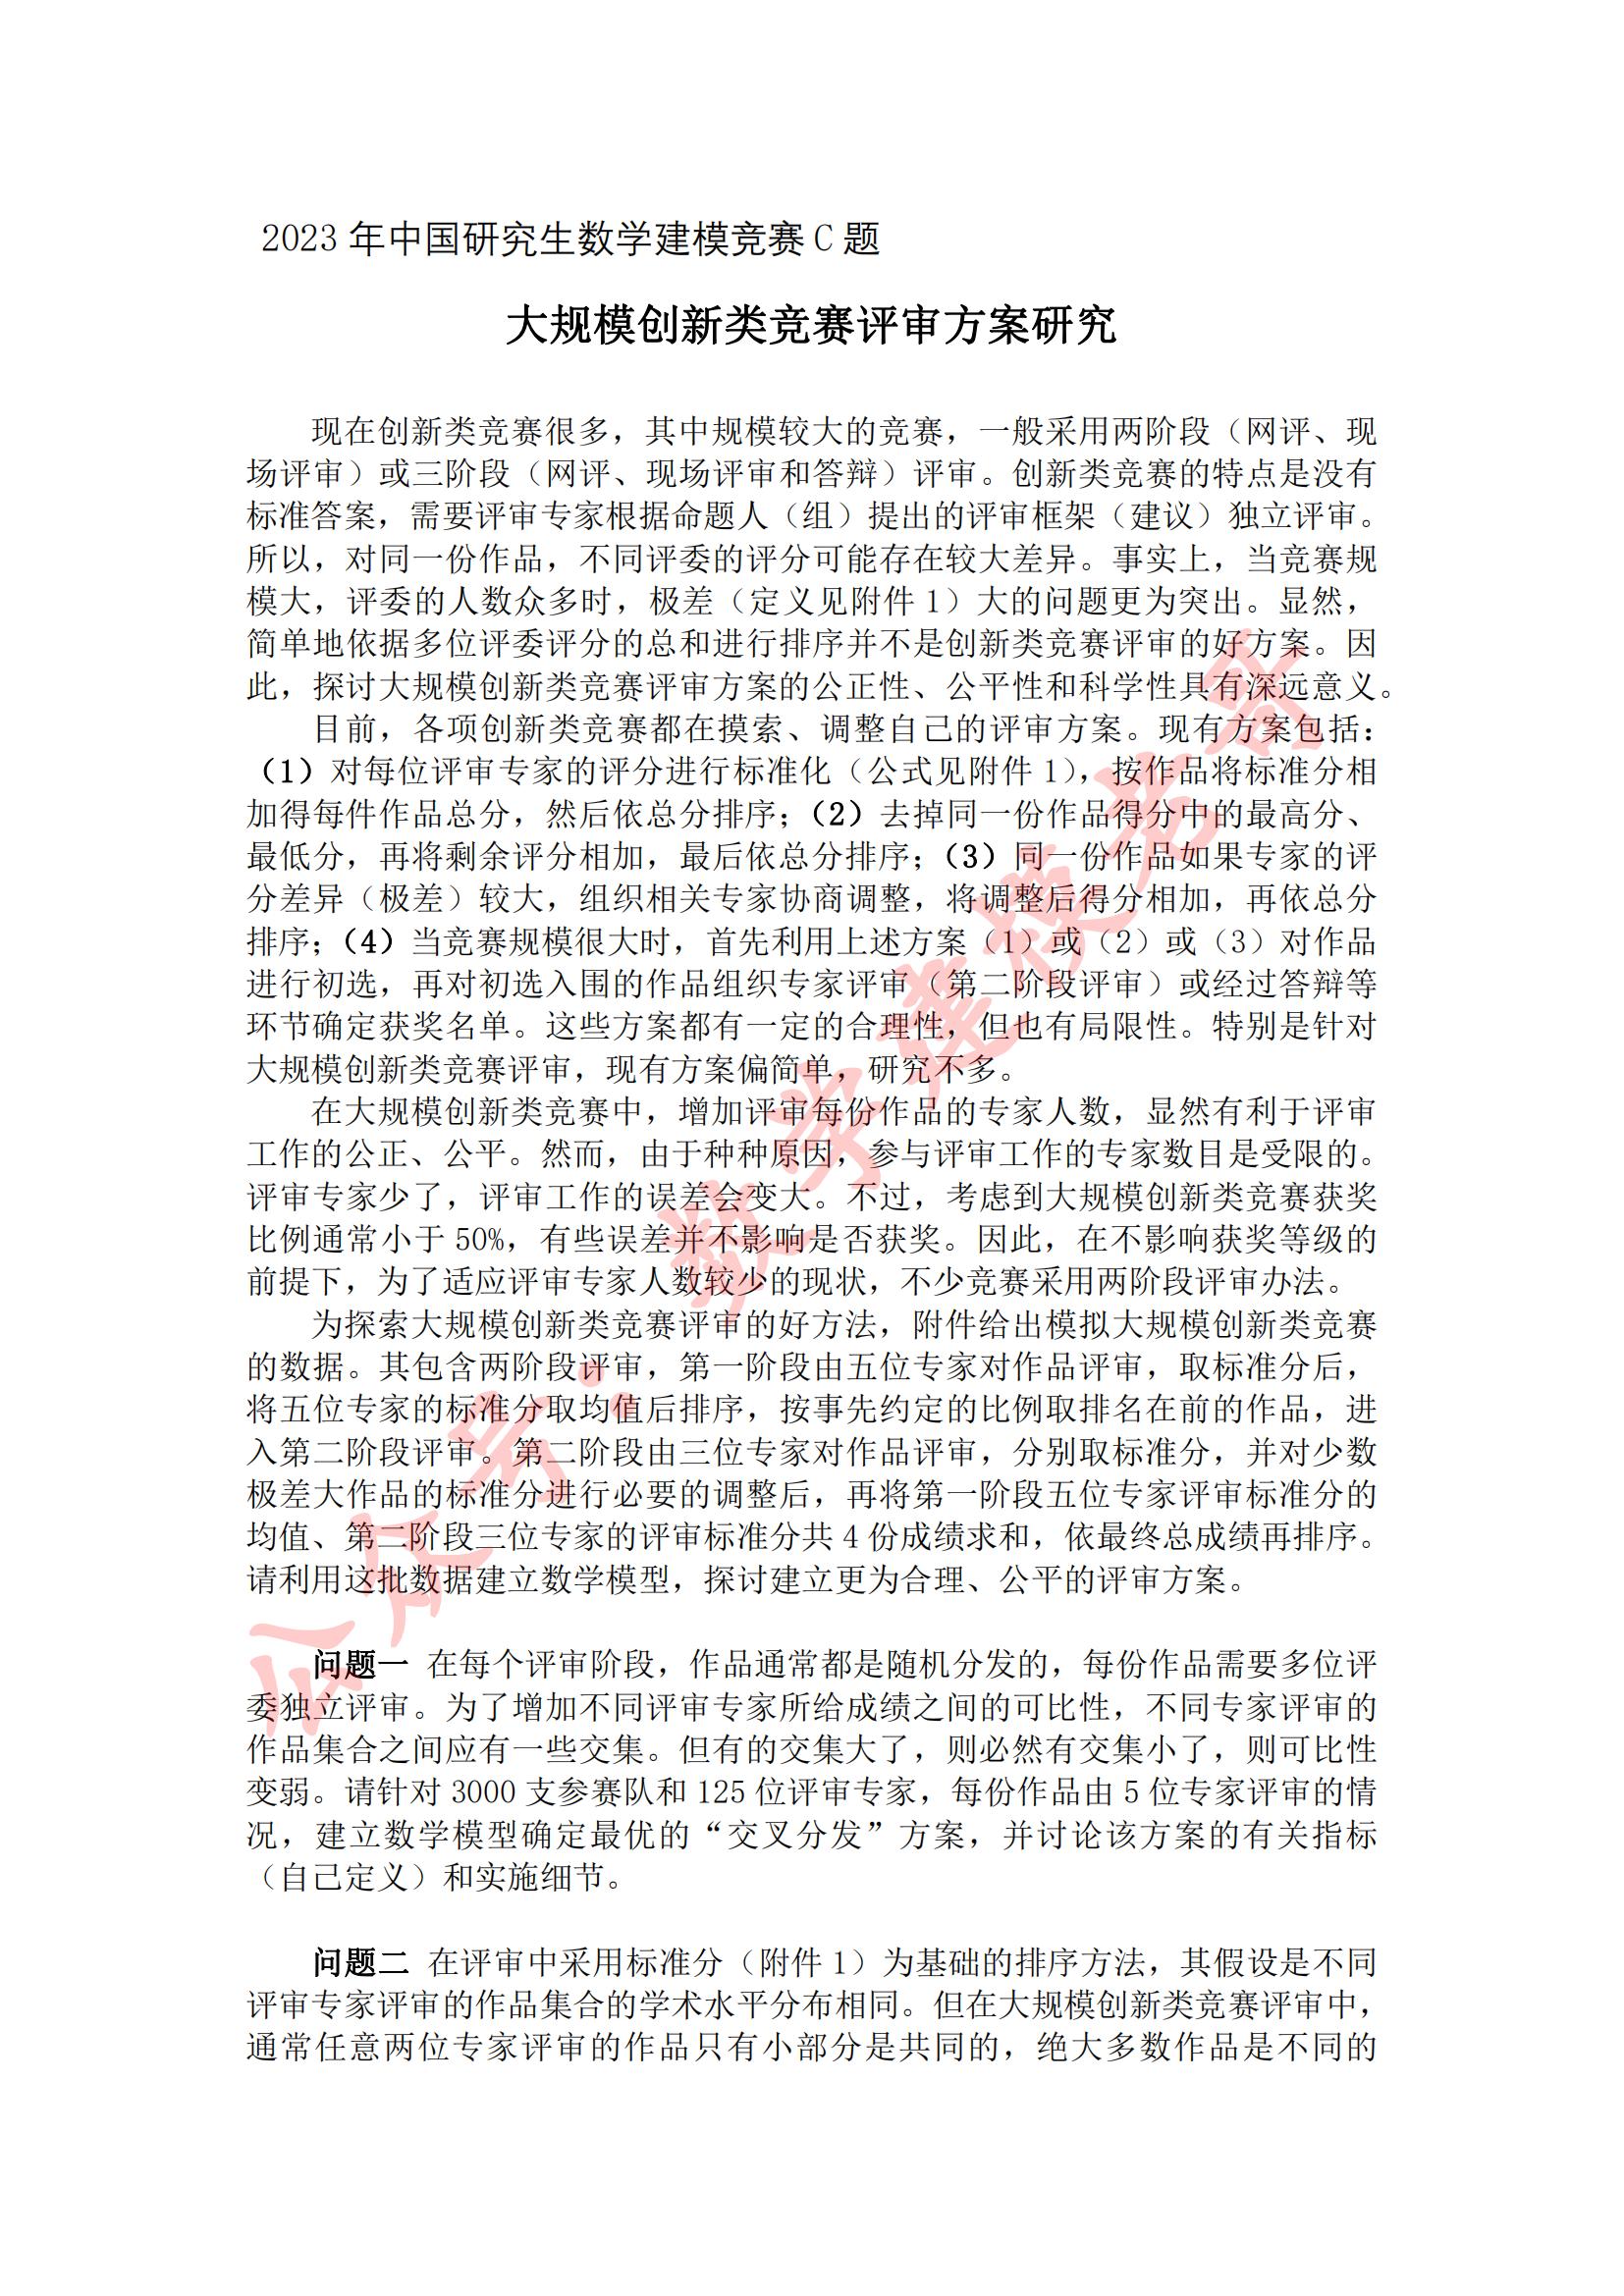 2023 年中国研究生数学建模竞赛 C 题
大规模创新类竞赛评审方案研究
现在创新类竞赛很多，其中规模较大的竞赛，一般采用两阶段（网评、现
场评审）或三阶段（网评、现场评审和答辩）评审。创新类竞赛的特点是没有
标准答案，需要评审专家根据命题人（组）提出的评审框架（建议）独立评审。
所以，对同一份作品，不同评委的评分可能存在较大差异。事实上，当竞赛规
模大，评委的人数众多时，极差（定义见附件 1）大的问题更为突出。显然，
简单地依据多位评委评分的总和进行排序并不是创新类竞赛评审的好方案。因
此，探讨大规模创新类竞赛评审方案的公正性、公平性和科学性具有深远意义。
目前，各项创新类竞赛都在摸索、调整自己的评审方案。现有方案包括：
（1）对每位评审专家的评分进行标准化（公式见附件 1），按作品将标准分相
加得每件作品总分，然后依总分排序；（2）去掉同一份作品得分中的最高分、
最低分，再将剩余评分相加，最后依总分排序；（3）同一份作品如果专家的评
分差异（极差）较大，组织相关专家协商调整，将调整后得分相加，再依总分
排序；（4）当竞赛规模很大时，首先利用上述方案（1）或（2）或（3）对作品
进行初选，再对初选入围的作品组织专家评审（第二阶段评审）或经过答辩等
环节确定获奖名单。这些方案都有一定的合理性，但也有局限性。特别是针对
大规模创新类竞赛评审，现有方案偏简单，研究不多。
在大规模创新类竞赛中，增加评审每份作品的专家人数，显然有利于评审
工作的公正、公平。然而，由于种种原因，参与评审工作的专家数目是受限的。
评审专家少了，评审工作的误差会变大。不过，考虑到大规模创新类竞赛获奖
比例通常小于 50%，有些误差并不影响是否获奖。因此，在不影响获奖等级的
前提下，为了适应评审专家人数较少的现状，不少竞赛采用两阶段评审办法。
为探索大规模创新类竞赛评审的好方法，附件给出模拟大规模创新类竞赛
的数据。其包含两阶段评审，第一阶段由五位专家对作品评审，取标准分后，
将五位专家的标准分取均值后排序，按事先约定的比例取排名在前的作品，进
入第二阶段评审。第二阶段由三位专家对作品评审，分别取标准分，并对少数
极差大作品的标准分进行必要的调整后，再将第一阶段五位专家评审标准分的
均值、第二阶段三位专家的评审标准分共 4 份成绩求和，依最终总成绩再排序。
请利用这批数据建立数学模型，探讨建立更为合理、公平的评审方案。
问题一 在每个评审阶段，作品通常都是随机分发的，每份作品需要多位评
委独立评审。为了增加不同评审专家所给成绩之间的可比性，不同专家评审的
作品集合之间应有一些交集。但有的交集大了，则必然有交集小了，则可比性
变弱。请针对 3000 支参赛队和 125 位评审专家，每份作品由 5 位专家评审的情
况，建立数学模型确定最优的“交叉分发”方案，并讨论该方案的有关指标
（自己定义）和实施细节。
问题二 在评审中采用标准分（附件 1）为基础的排序方法，其假设是不同
评审专家评审的作品集合的学术水平分布相同。但在大规模创新类竞赛评审中，
通常任意两位专家评审的作品只有小部分是共同的，绝大多数作品是不同的
公众号：数学建模老哥